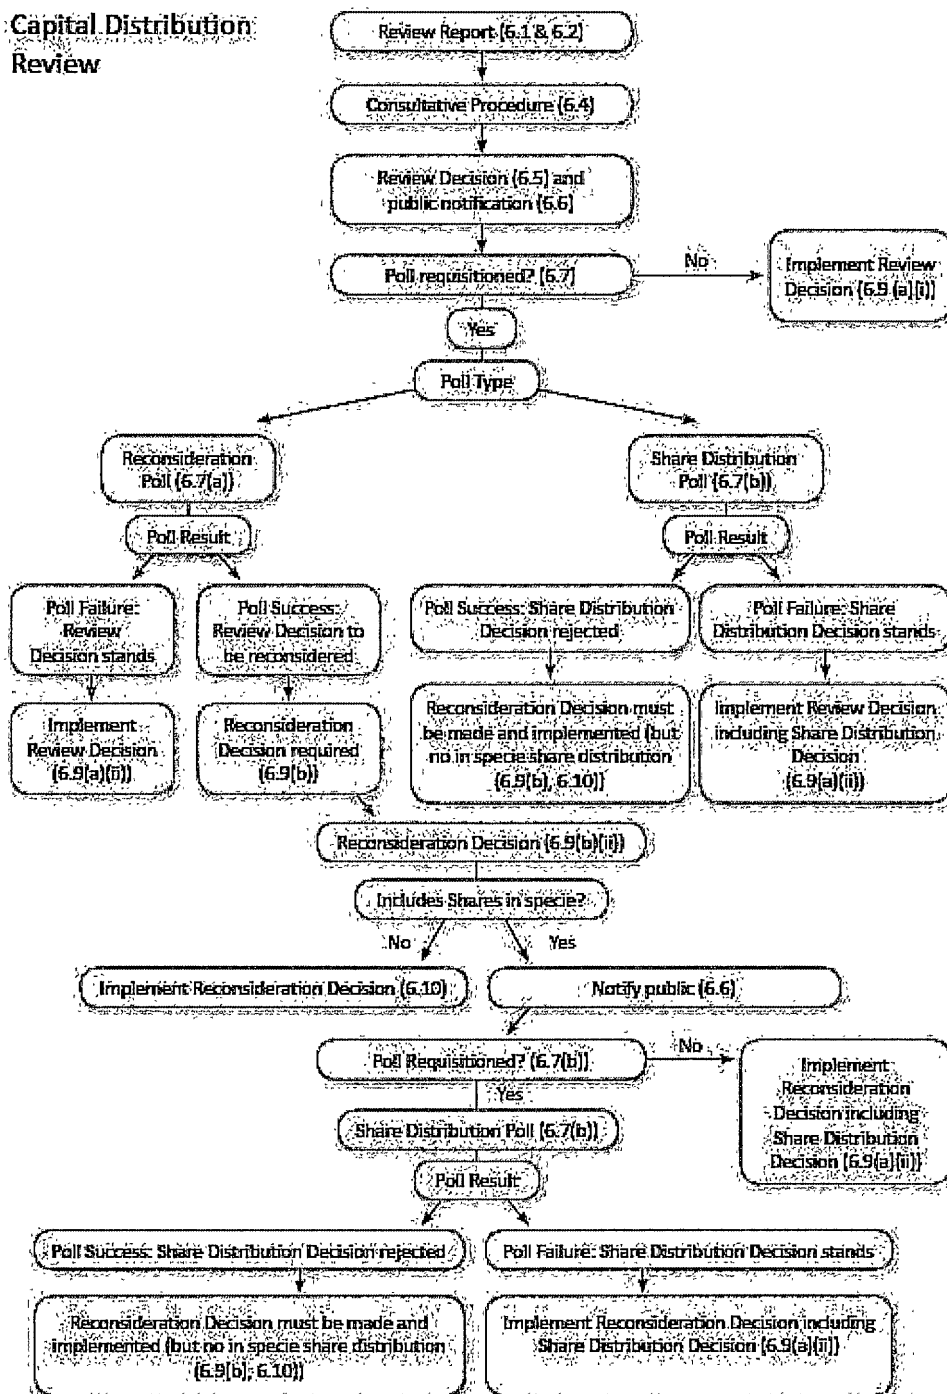 Capital Distribution
Review
Review Report (6.1 & 6.2)
Consultative Procedure (6.4)
Review Decision (6.5) and
public notification (6.6)
Poll requisitioned? (6.7)
No
Implement Review
Decision (6.9 (a)(i))
Yes
Poll Type
Reconsideration
Poll (6.7(a))
Share Distribution
Poll (6.7(b))
Poll Result
Poll Result
Poll Failure:
Review
Decision stands
Poll Success:
Review Decision to
be reconsidered
Poll Success: Share Distribution
Decision rejected
Poll Failure: Share
Distribution Decision stands
Implement
Review Decision
(6.9(a)(ii))
Reconsideration
Decision required
(6.9(b))
Reconsideration Decision must
be made and implemented (but
no in specie share distribution
(6.9(b), 6.10))
Implement Review Decision
including Share Distribution
Decision
(6.9(a)(ii))
Reconsideration Decision (6.9(b)(ii))
Includes Shares in specie?
No
Yes
Implement Reconsideration Decision (6.10)
Notify public (6.6)
Poll Requisitioned? (6.7(b))
No
Implement
Reconsideration
Decision including
Share Distribution
Decision (6.9(a)(ii))
Yes
Share Distribution Poll (6.7(b))
Poll Result
Poll Success: Share Distribution Decision rejected
Poll Failure: Share Distribution Decision stands
Reconsideration Decision must be made and
implemented (but no in specie share distribution
(6.9(b), 6.10))
Implement Reconsideration Decision including
Share Distribution Decision (6.9(a)(ii))